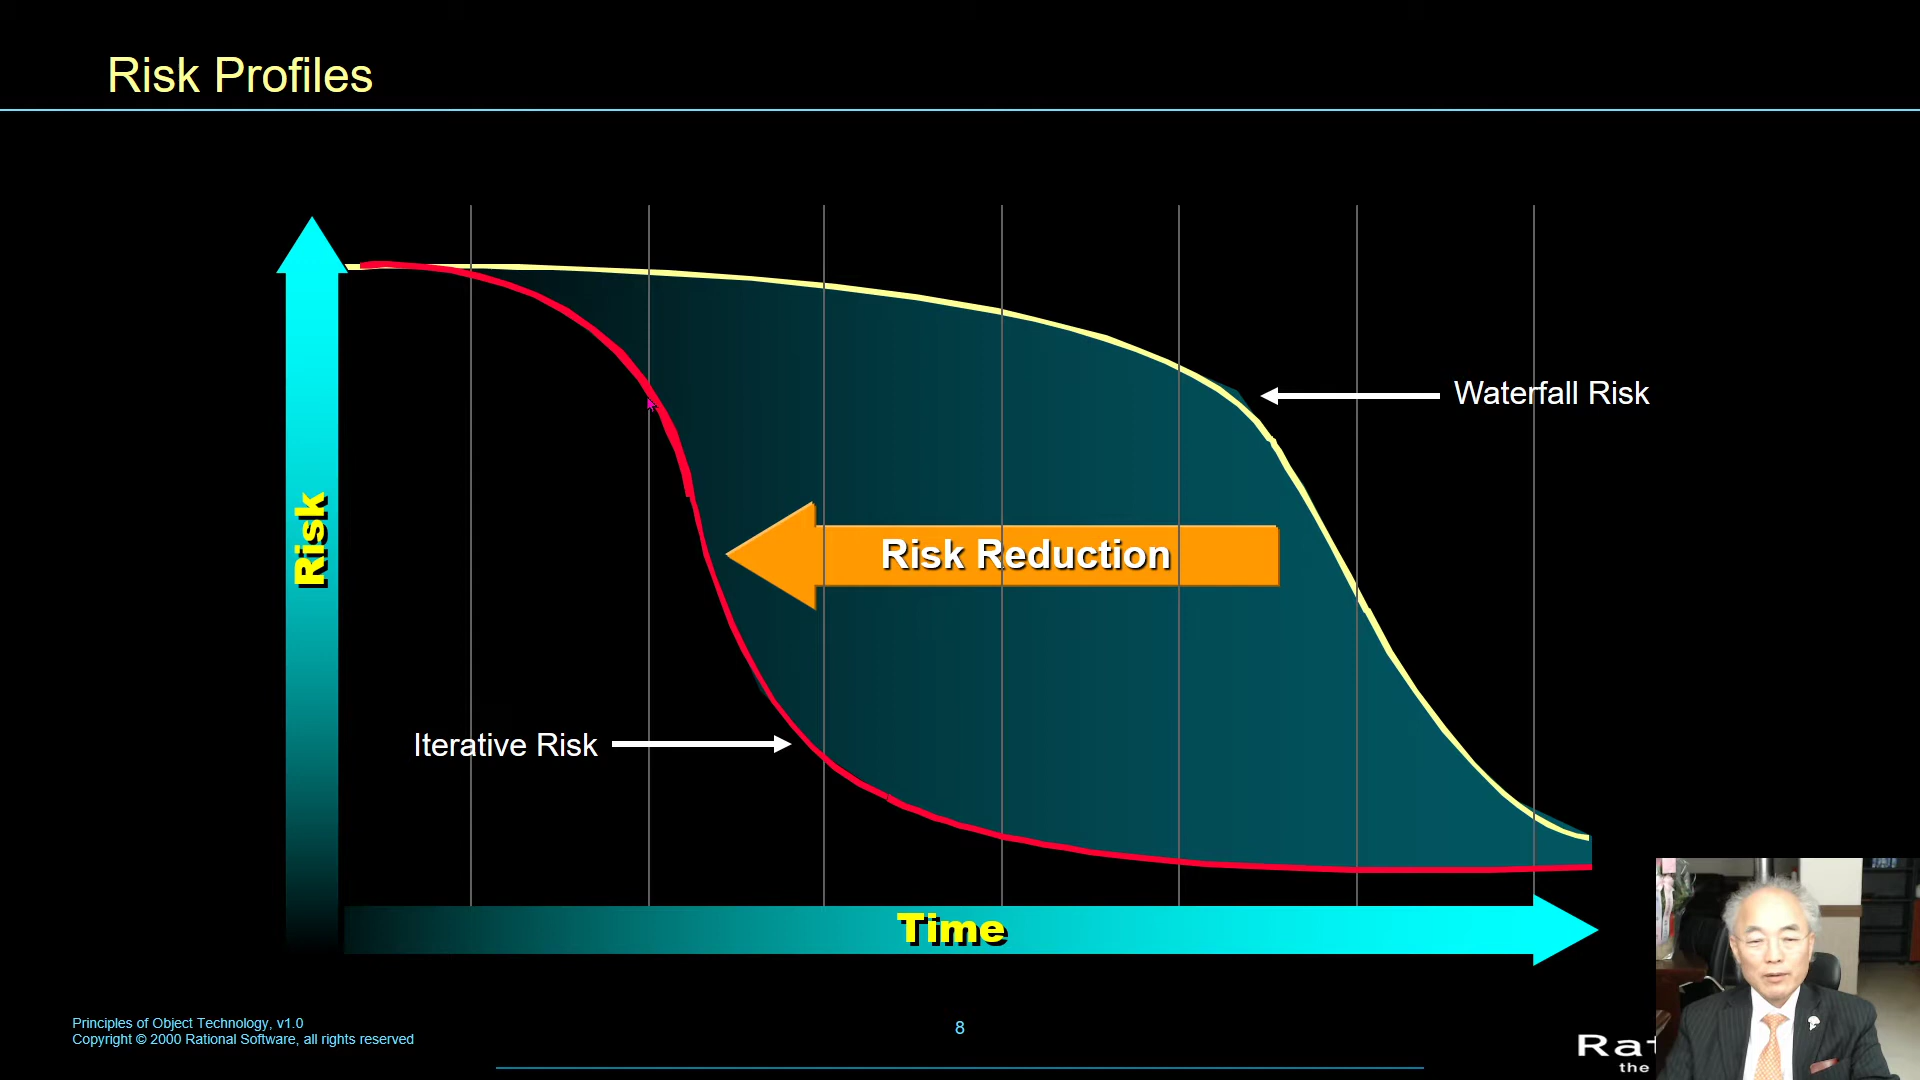 Risk Profiles
Waterfall Risk
Risk
Risk Reduction
Iterative Risk
Time
Principles of Object Technology, v1.0
Copyright © 2000 Rational Software, all rights reserved
8
the